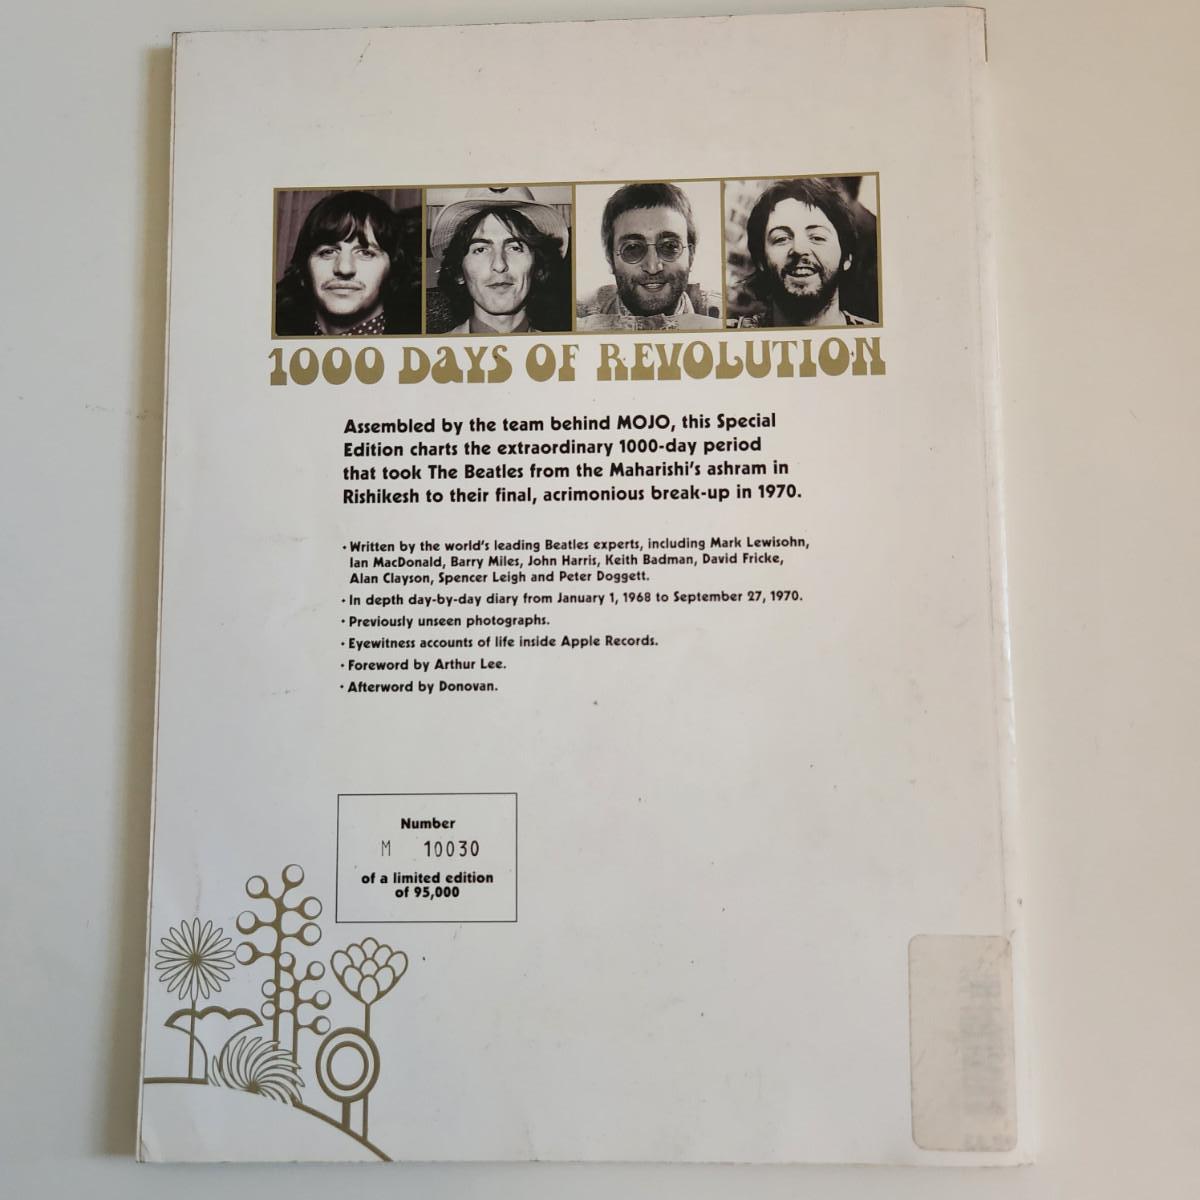 1000 DAYS OF REVOLUTION
Assembled by the team behind MOJO, this Special
Edition charts the extraordinary 1000-day period
that took The Beatles from the Maharishi's ashram in
Rishikesh to their final, acrimonious break-up in 1970.
• Written by the world's leading Beatles experts, including Mark Lewisohn,
Ian MacDonald, Barry Miles, John Harris, Keith Badman, David Fricke,
Alan Clayson, Spencer Leigh and Peter Doggett.
• In depth day-by-day diary from January 1, 1968 to September 27, 1970.
• Previously unseen photographs.
• Eyewitness accounts of life inside Apple Records.
• Foreword by Arthur Lee.
• Afterword by Donovan.
Number
M 10030
of a limited edition
of 95,000